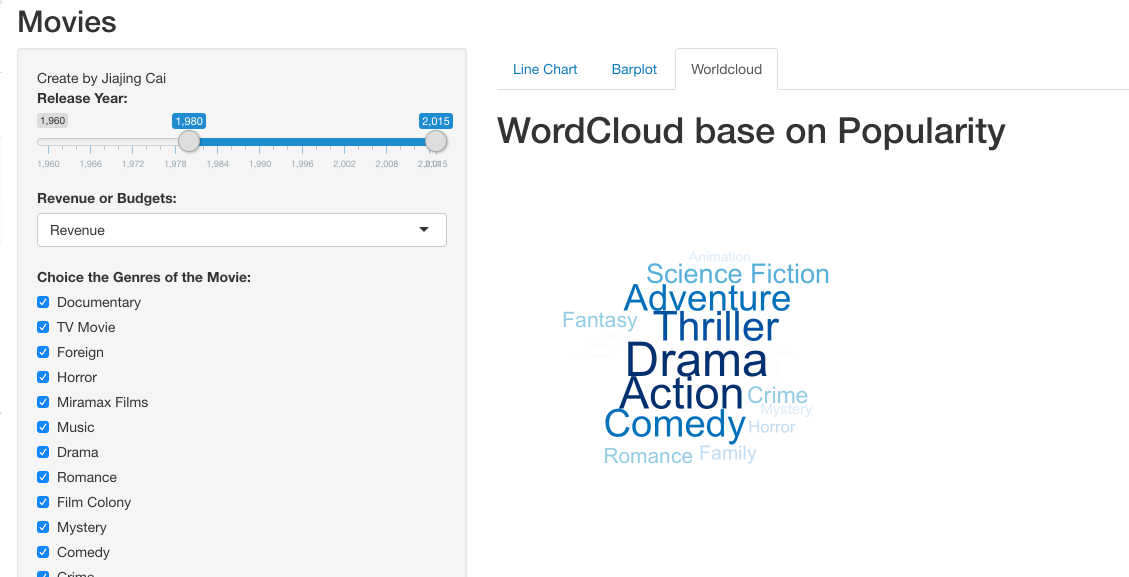 Movies
Create by Jiajing Cai
Release Year:
1,960
1,980
2,015
1,960 1,966 1,972 1,978 1,984 1,990 1,996 2,002 2,008 2,015
Revenue or Budgets:
Revenue
Choice the Genres of the Movie:
Documentary
TV Movie
Foreign
Horror
Miramax Films
Music
Drama
Romance
Film Colony
Mystery
Comedy
Crime
Line Chart Barplot Worldcloud
WordCloud base on Popularity
Animation
Science Fiction
Adventure
Fantasy Thriller
Drama
Action Crime
Mystery
Comedy Horror
Romance Family